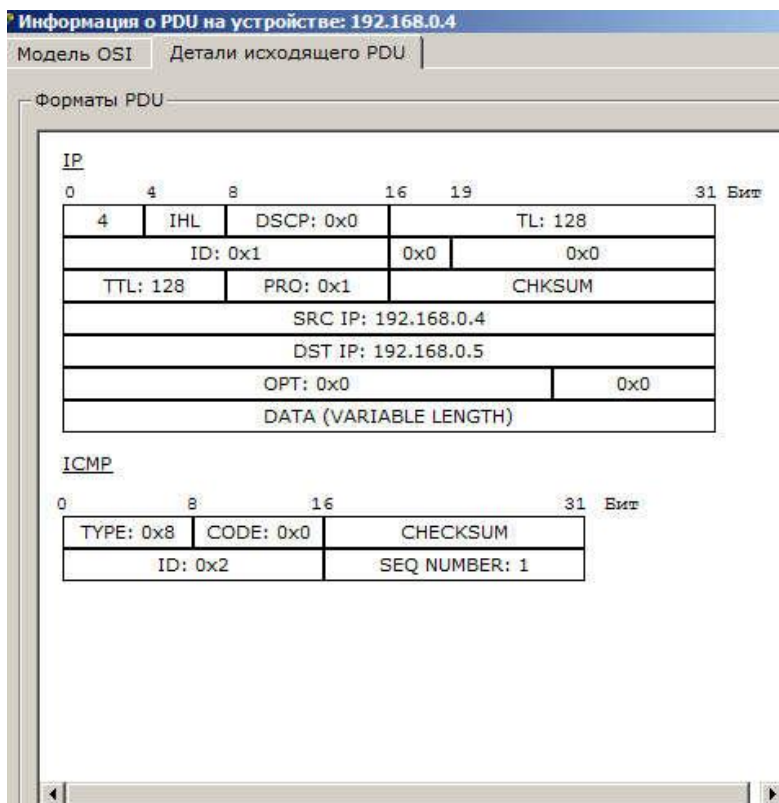 Информация о PDU на устройстве: 192.168.0.4
Модель OSI Детали исходящего PDU
Форматы PDU
IP
0 4 8 16 19 31 Бит
4 IHL DSCP: 0x0 TL: 128
ID: 0x1 0x0 0x0
TTL: 128 PRO: 0x1 CHKSUM
SRC IP: 192.168.0.4
DST IP: 192.168.0.5
OPT: 0x0 0x0
DATA (VARIABLE LENGTH)
ICMP
0 8 16 31 Бит
TYPE: 0x8 CODE: 0x0 CHECKSUM
ID: 0x2 SEQ NUMBER: 1